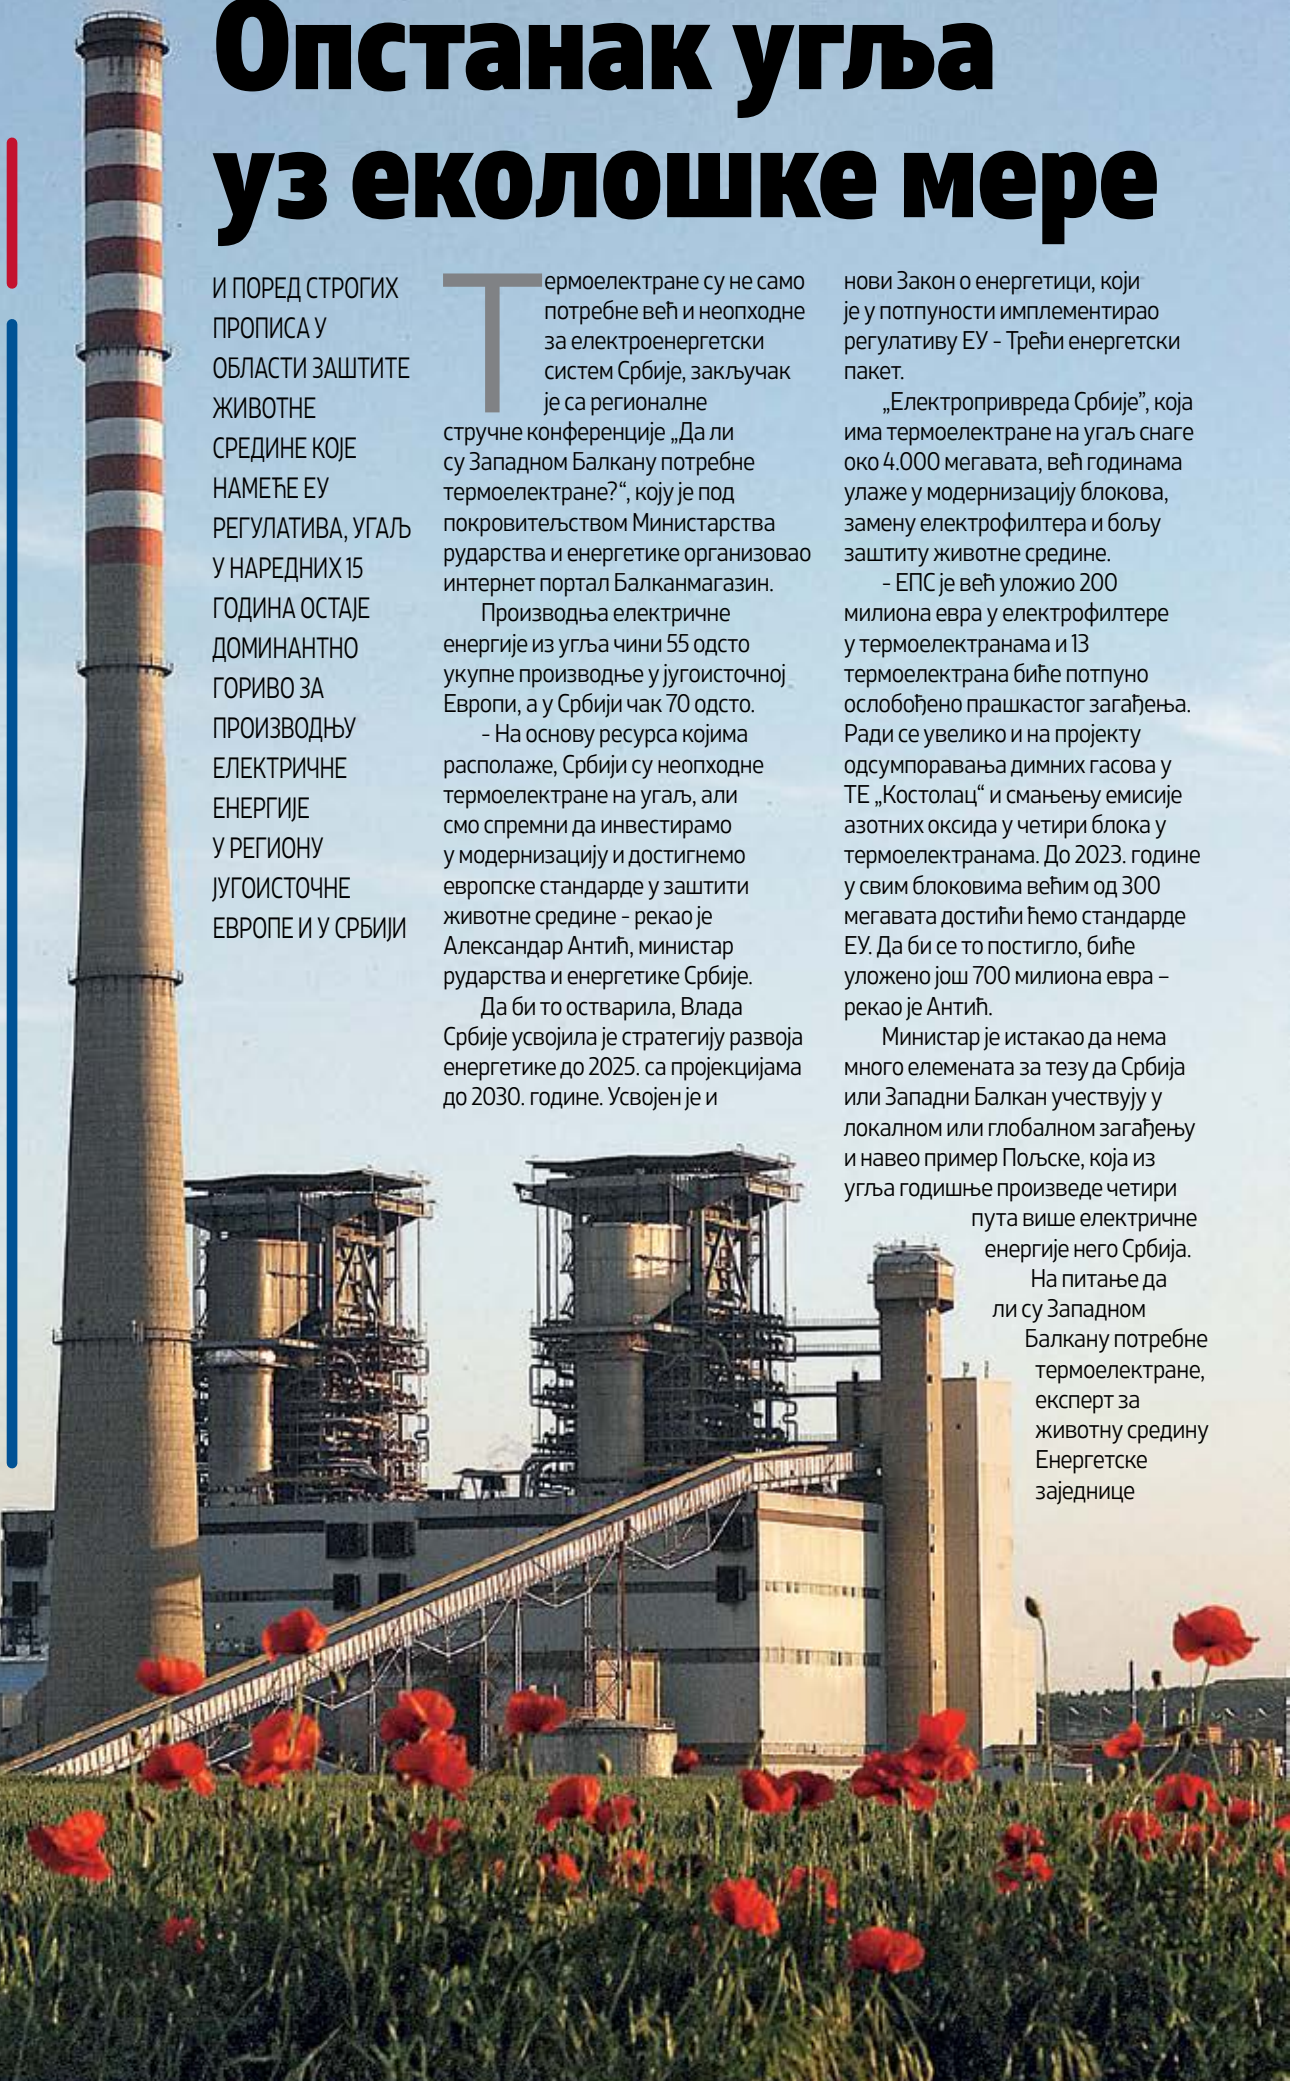 Опстанак угља
уз еколошке мере
И ПОРЕД СТРОГИХ
ПРОПИСА У
ОБЛАСТИ ЗАШТИТЕ
ЖИВОТНЕ
СРЕДИНЕ КОЈЕ
НАМЕЋЕ ЕУ
РЕГУЛАТИВА, УГАЉ
У НАРЕДНИХ 15
ГОДИНА ОСТАЈЕ
ДОМИНАНТНО
ГОРИВО ЗА
ПРОИЗВОДЊУ
ЕЛЕКТРИЧНЕ
ЕНЕРГИЈЕ
У РЕГИОНУ
ЈУГОИСТОЧНЕ
ЕВРОПЕ И У СРБИЈИ
Термоелектране су не само
потребне већ и неопходне
за електроенергетски
систем Србије, закључак
је са регионалне
стручне конференције „Да ли
су Западном Балкану потребне
термоелектране?“, коју је под
покровитељством Министарства
рударства и енергетике организовао
интернет портал Балканмагазин.
Производња електричне
енергије из угља чини 55 одсто
укупне производње у југоисточној
Европи, а у Србији чак 70 одсто.
- На основу ресурса којима
располаже, Србији су неопходне
термоелектране на угаљ, али
смо спремни да инвестирамо
у модернизацију и достигнемо
европске стандарде у заштити
животне средине - рекао је
Александар Антић, министар
рударства и енергетике Србије.
Да би то остварила, Влада
Србије усвојила је стратегију развоја
енергетике до 2025. са пројекцијама
до 2030. године. Усвојен је и
нови Закон о енергетици, који
је у потпуности имплементирао
регулативу ЕУ - Трећи енергетски
пакет.
„Електропривреда Србије”, која
има термоелектране на угаљ снаге
око 4.000 мегавата, већ годинама
улаже у модернизацију блокова,
замену електрофилтера и бољу
заштиту животне средине.
- ЕПС је већ уложио 200
милиона евра у електрофилтере
у термоелектранама и 13
термоелектрана биће потпуно
ослобођено прашкастог загађења.
Ради се увелико и на пројекту
одсумпоравања димних гасова у
ТЕ „Костолац“ и смањењу емисије
азотних оксида у четири блока у
термоелектранама. До 2023. године
у свим блоковима већим од 300
мегавата достићи ћемо стандарде
ЕУ. Да би се то постигло, биће
уложено још 700 милиона евра –
рекао је Антић.
Министар је истакао да нема
много елемената за тезу да Србија
или Западни Балкан учествују у
локалном или глобалном загађењу
и навео пример Пољске, која из
угља годишње произведе четири
пута више електричне
енергије него Србија.
На питање да
ли су Западном
Балкану потребне
термоелектране,
експерт за
животну средину
Енергетске
заједнице